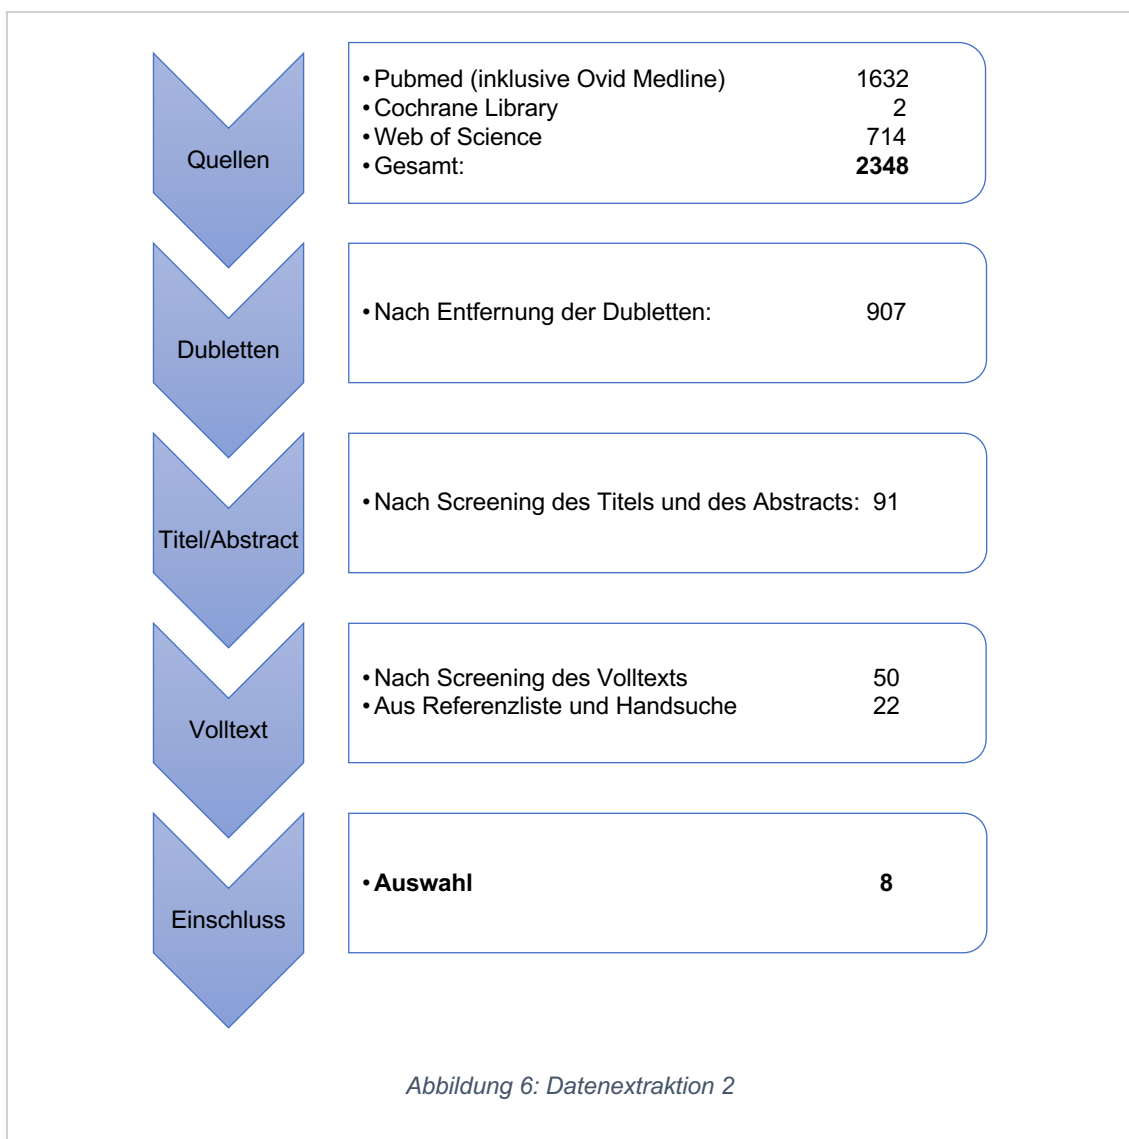 Quellen
• Pubmed (inklusive Ovid Medline) 1632
• Cochrane Library 2
• Web of Science 714
• Gesamt: 2348
Dubletten
• Nach Entfernung der Dubletten: 907
Titel/Abstract
• Nach Screening des Titels und des Abstracts: 91
Volltext
• Nach Screening des Volltexts 50
• Aus Referenzliste und Handsuche 22
Einschluss
• Auswahl 8
Abbildung 6: Datenextraktion 2